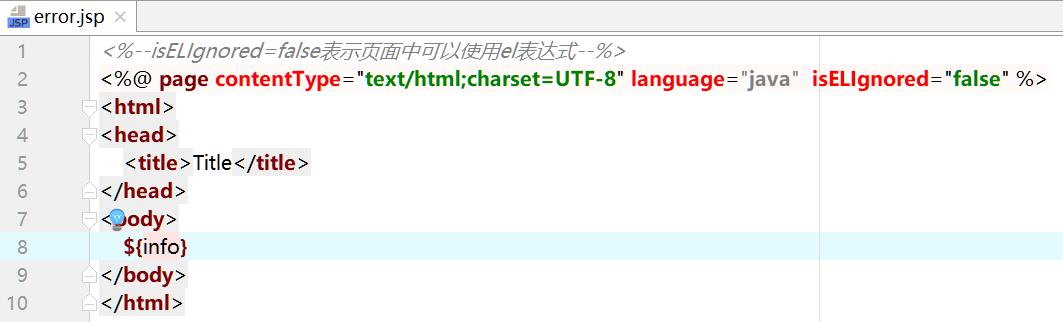 error.jsp
1 <%--isELIgnored=false表示页面中可以使用el表达式--%>
2 <%@ page contentType="text/html;charset=UTF-8" language="java"  isELIgnored="false" %>
3 <html>
4 <head>
5     <title>Title</title>
6 </head>
7 <body>
8     ${info}
9 </body>
10 </html>